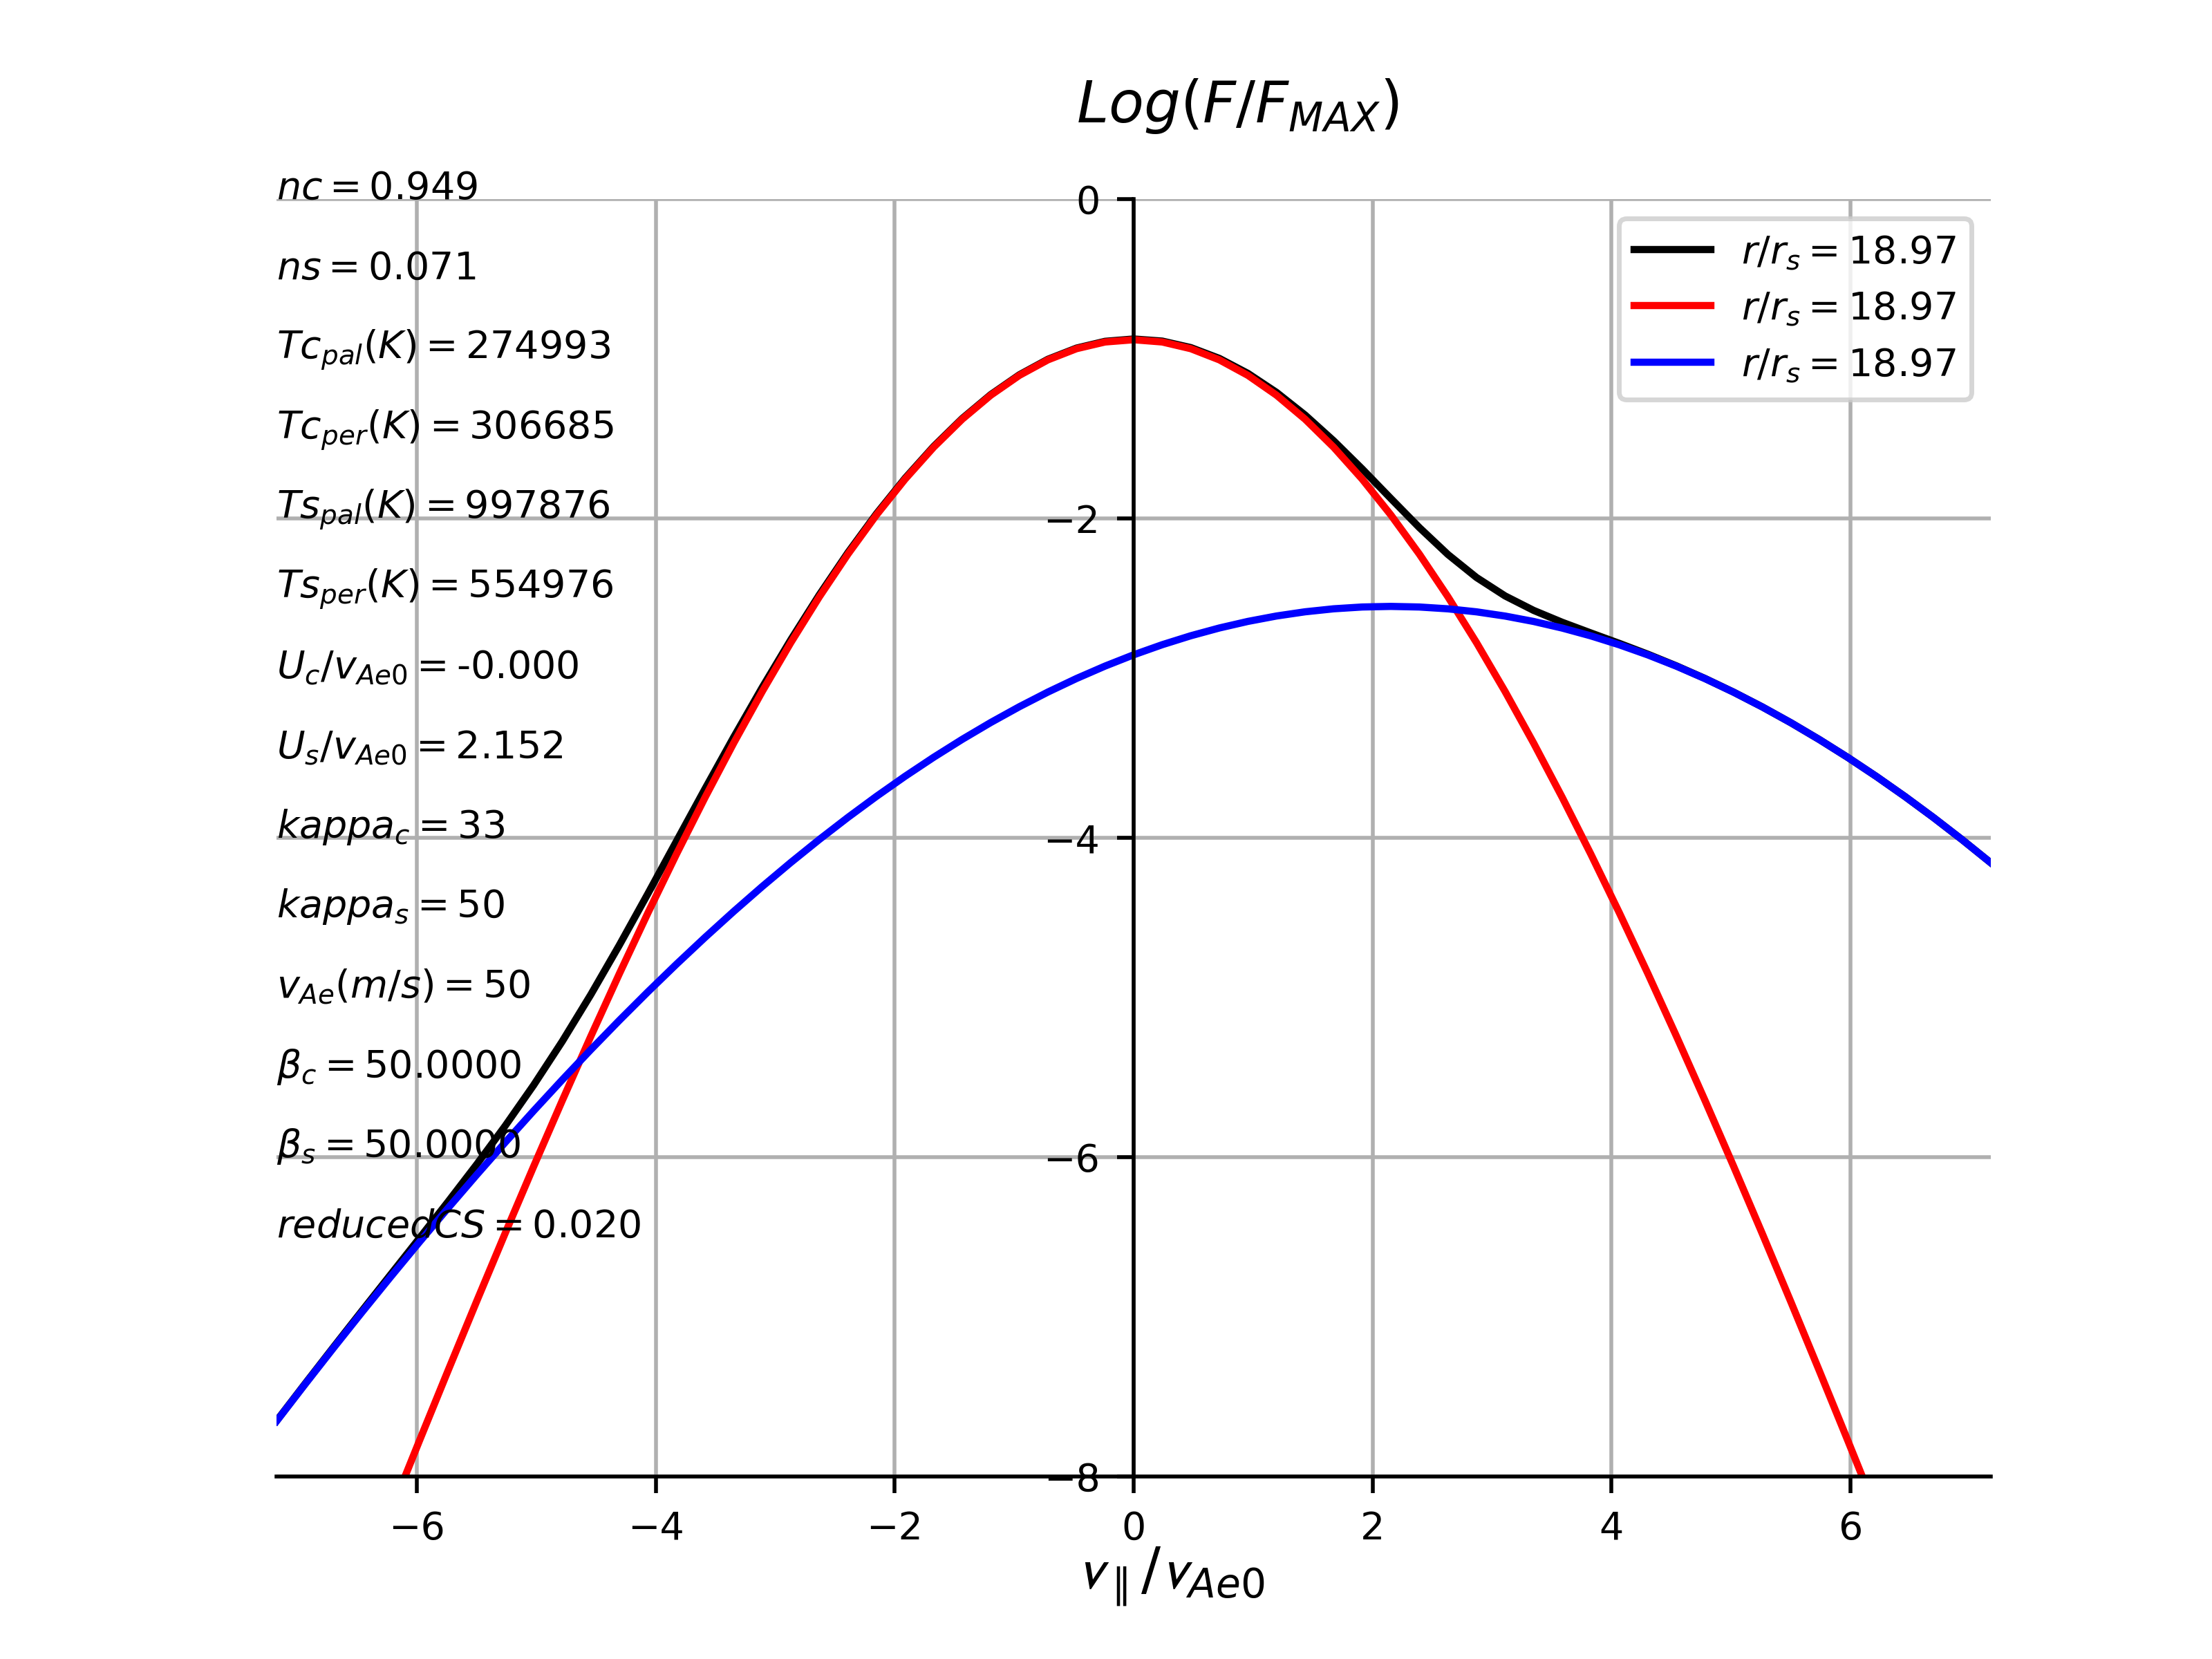 Log(F/F_MAX)
nc = 0.949
ns = 0.071
Tc_pal(K) = 274993
Tc_per(K) = 306685
Ts_pal(K) = 997876
Ts_per(K) = 554976
U_c/v_Ae0 = -0.000
U_s/v_Ae0 = 2.152
kappa_c = 33
kappa_s = 50
v_Ae(m/s) = 50
β_c = 50.0000
β_s = 50.0000
reducedCS = 0.020
0
−2
−4
−6
−8
r/r_s = 18.97
r/r_s = 18.97
r/r_s = 18.97
−6 −4 −2 0 2 4 6
v_∥/v_Ae0